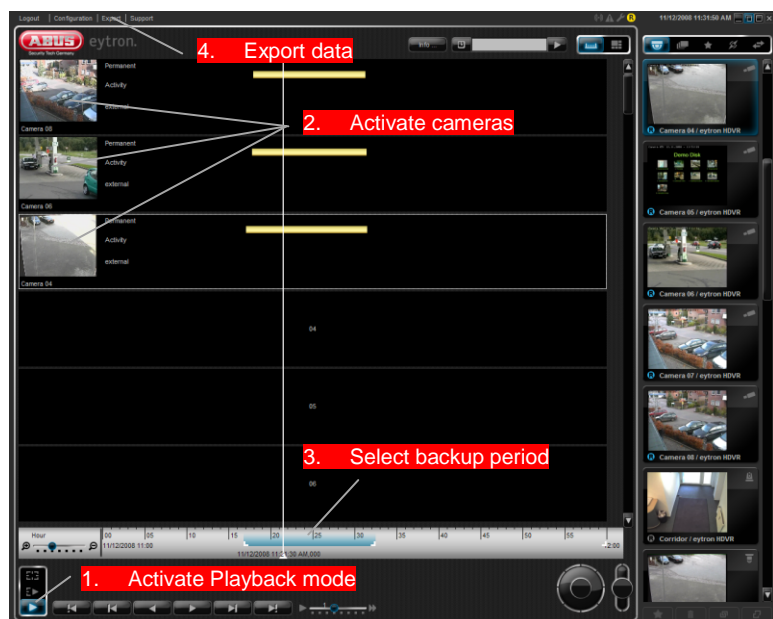 Logout | Configuration | Export | Support
11/12/2008 11:31:50 AM
ABUS
Security Tech Germany
eytron.
Info ...
4. Export data
Permanent
Activity
external
Camera 08
2. Activate cameras
Permanent
Activity
external
Camera 06
Permanent
Activity
external
Camera 04
04
05
06
3. Select backup period
Hour
00 05 10 15 20 25 30 35 40 45 50 55
11/12/2008 11:00
12:00
1. Activate Playback mode
Camera 04 / eytron HDVR
Demo Disk
Camera 05 / eytron HDVR
Camera 06 / eytron HDVR
Camera 07 / eytron HDVR
Camera 08 / eytron HDVR
Corridor / eytron HDVR